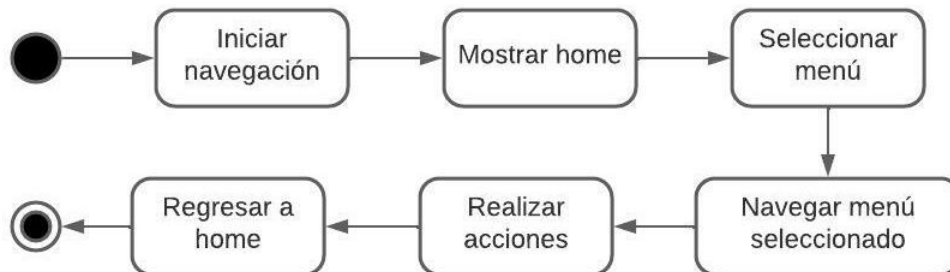 Iniciar
navegación
Mostrar home
Seleccionar
menú
Navegar menú
seleccionado
Realizar
acciones
Regresar a
home